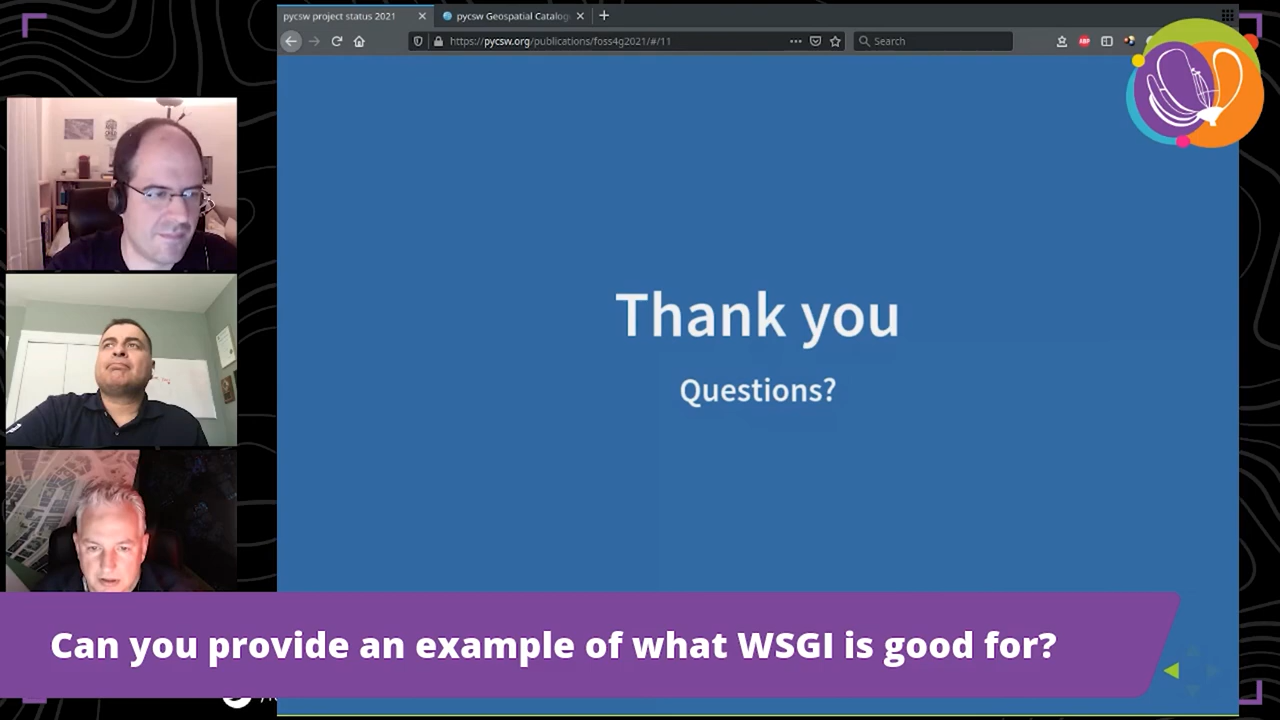 pycsw project status 2021
pycsw Geospatial Catalog
https://pycsw.org/publications/foss4g2021/#/11
Search
ABP
Thank you
Questions?
Can you provide an example of what WSGI is good for?